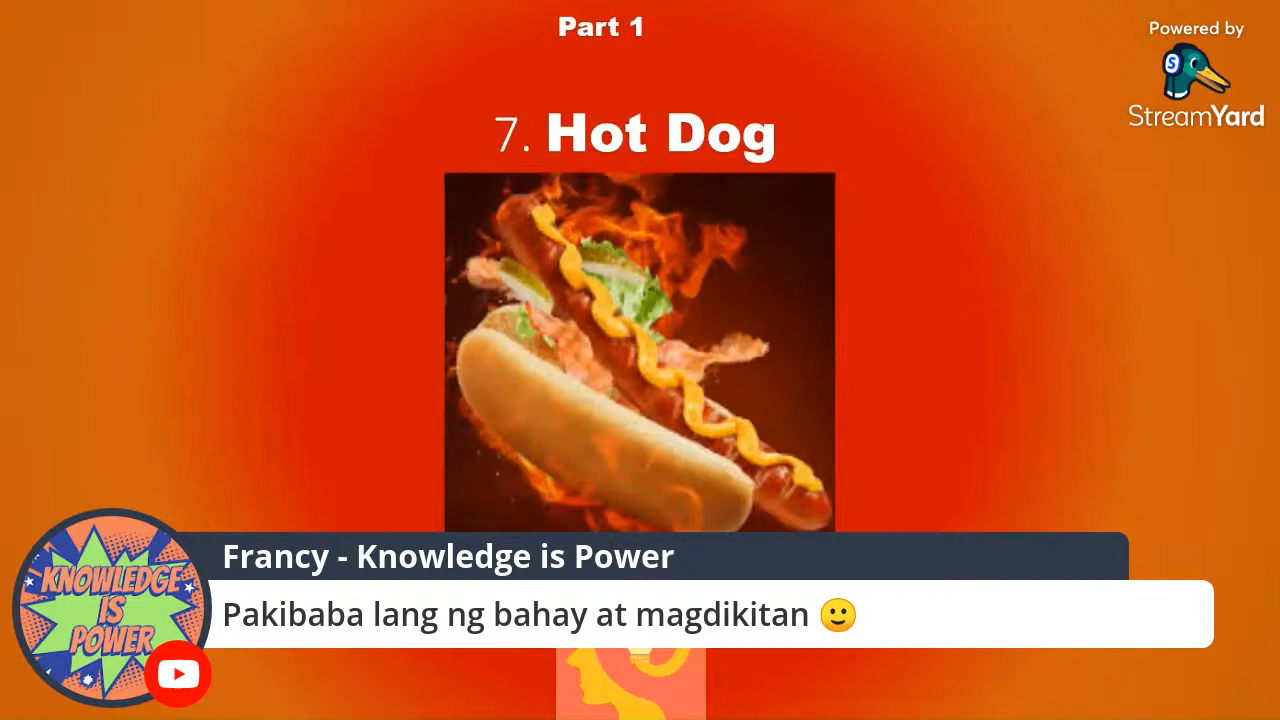 Part 1
Powered by
S
StreamYard
7. Hot Dog
KNOWLEDGE
IS
POWER
Francy - Knowledge is Power
Pakibaba lang ng bahay at magdikitan 🙂